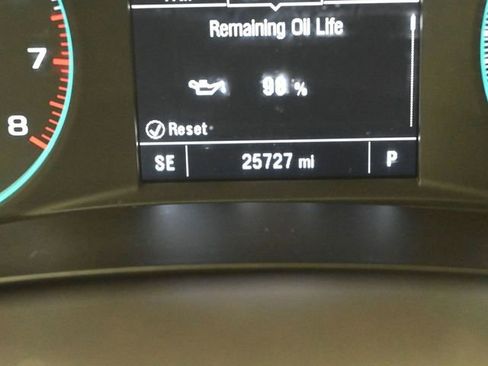 Remaining Oil Life
%
Reset
SE 25727 mi P
7
8